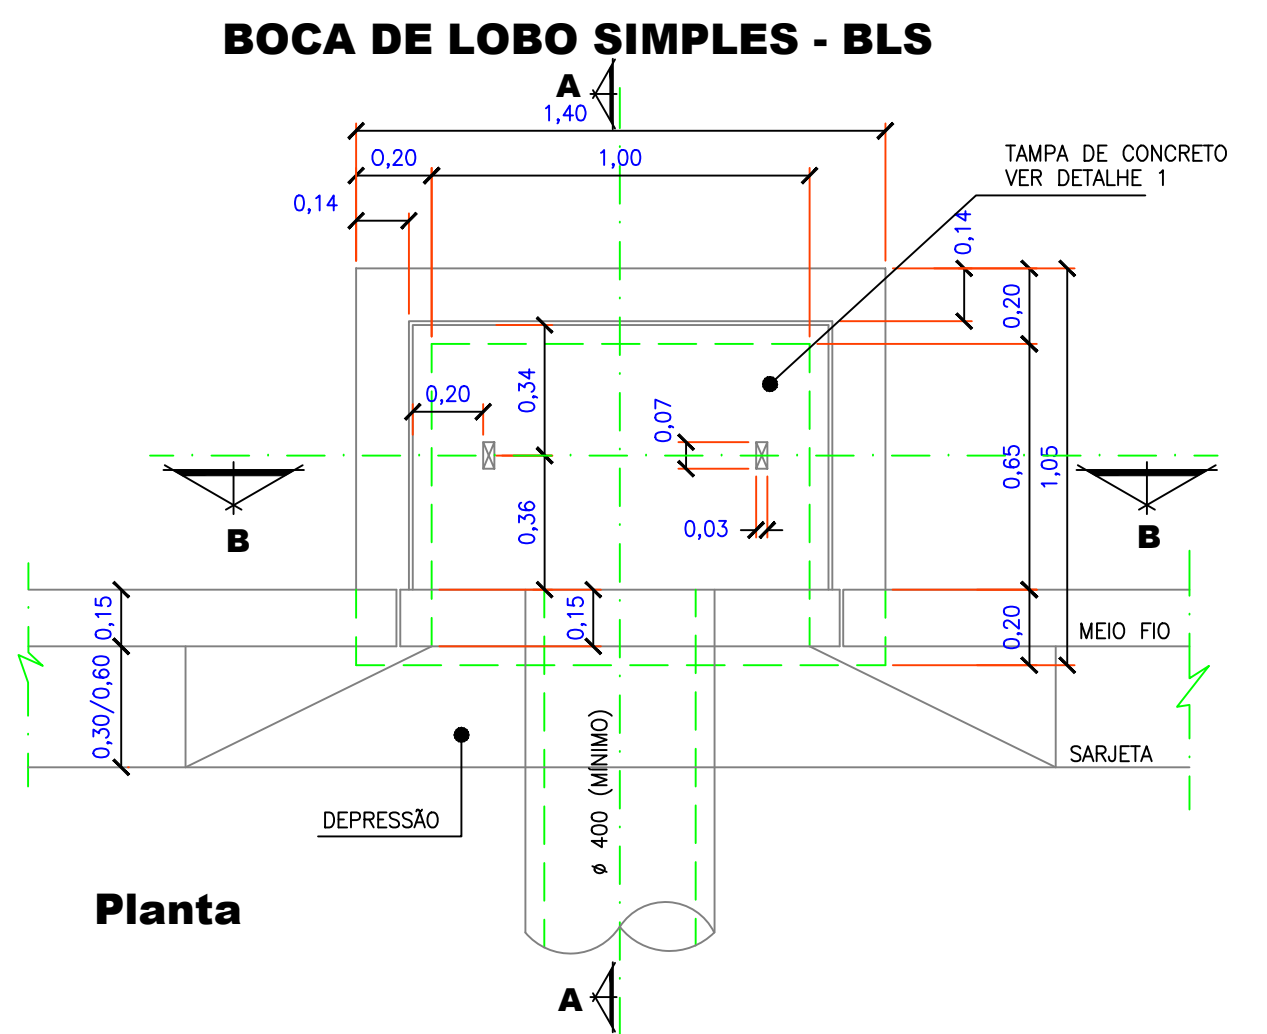 BOCA DE LOBO SIMPLES - BLS
A
1,40
0,20
1,00
TAMPA DE CONCRETO
VER DETALHE 1
0,14
0,14
0,20
0,34
0,20
0,07
0,65
1,05
0,36
0,03
B
B
0,15
0,15
0,20
MEIO FIO
0,30/0,60
SARJETA
ø 400 (MÍNIMO)
DEPRESSÃO
Planta
A